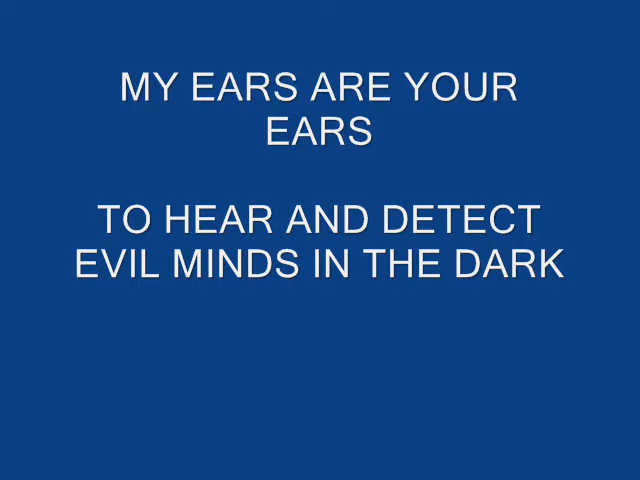 MY EARS ARE YOUR
EARS
TO HEAR AND DETECT
EVIL MINDS IN THE DARK